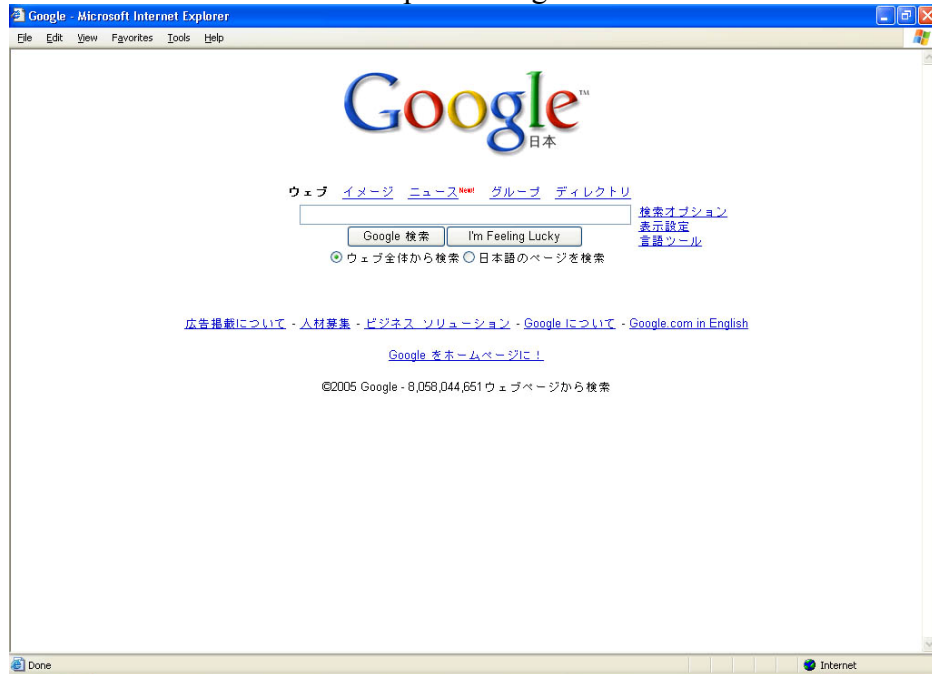 Google - Microsoft Internet Explorer
File Edit View Favorites Tools Help
Google™
日本
ウェブ イメージ ニュース New! グループ ディレクトリ
検索オプション
表示設定
言語ツール
Google 検索 I'm Feeling Lucky
ウェブ全体から検索 日本語のページを検索
広告掲載について - 人材募集 - ビジネス ソリューション - Google について - Google.com in English
Google をホームページに！
©2005 Google - 8,058,044,651 ウェブページから検索
Done Internet